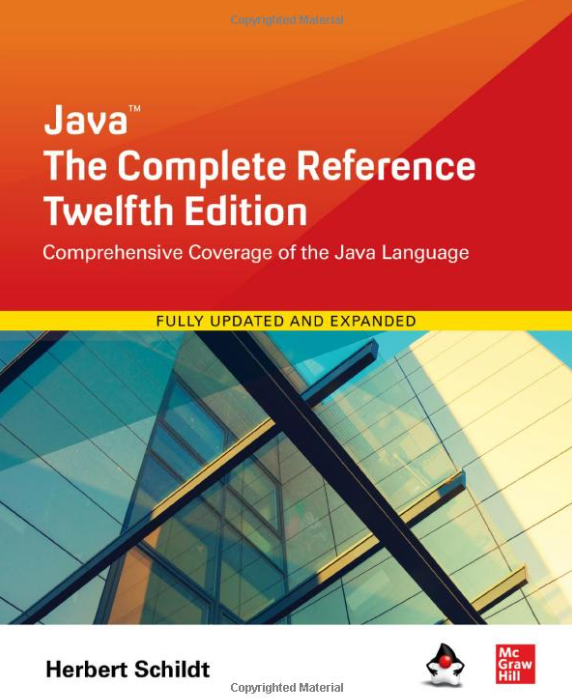 Copyrighted Material
Java™
The Complete Reference
Twelfth Edition
Comprehensive Coverage of the Java Language
FULLY UPDATED AND EXPANDED
Herbert Schildt
Mc
Graw
Hill
Copyrighted Material